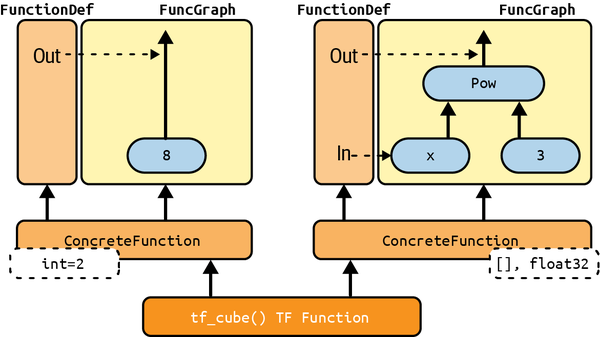 FunctionDef
FuncGraph
FunctionDef
FuncGraph
Out
Out
Pow
In
8
x
3
ConcreteFunction
ConcreteFunction
int=2
[], float32
tf_cube() TF Function